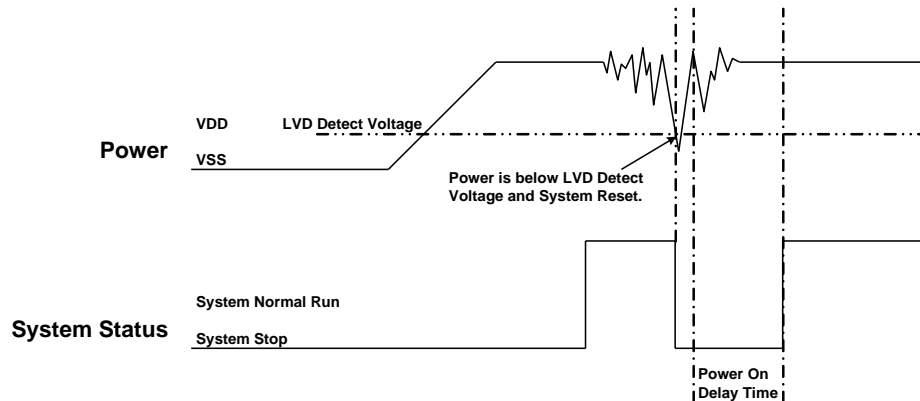 VDD LVD Detect Voltage
Power
VSS
Power is below LVD Detect
Voltage and System Reset.
System Normal Run
System Status
System Stop
Power On
Delay Time